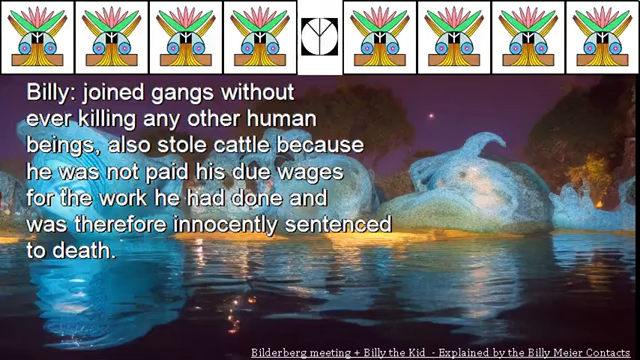 Billy: joined gangs without
ever killing any other human
beings, also stole cattle because
he was not paid his due wages
for the work he had done and
was therefore innocently sentenced
to death.
Bilderberg meeting + Billy the Kid - Explained by the Billy Meier Contacts